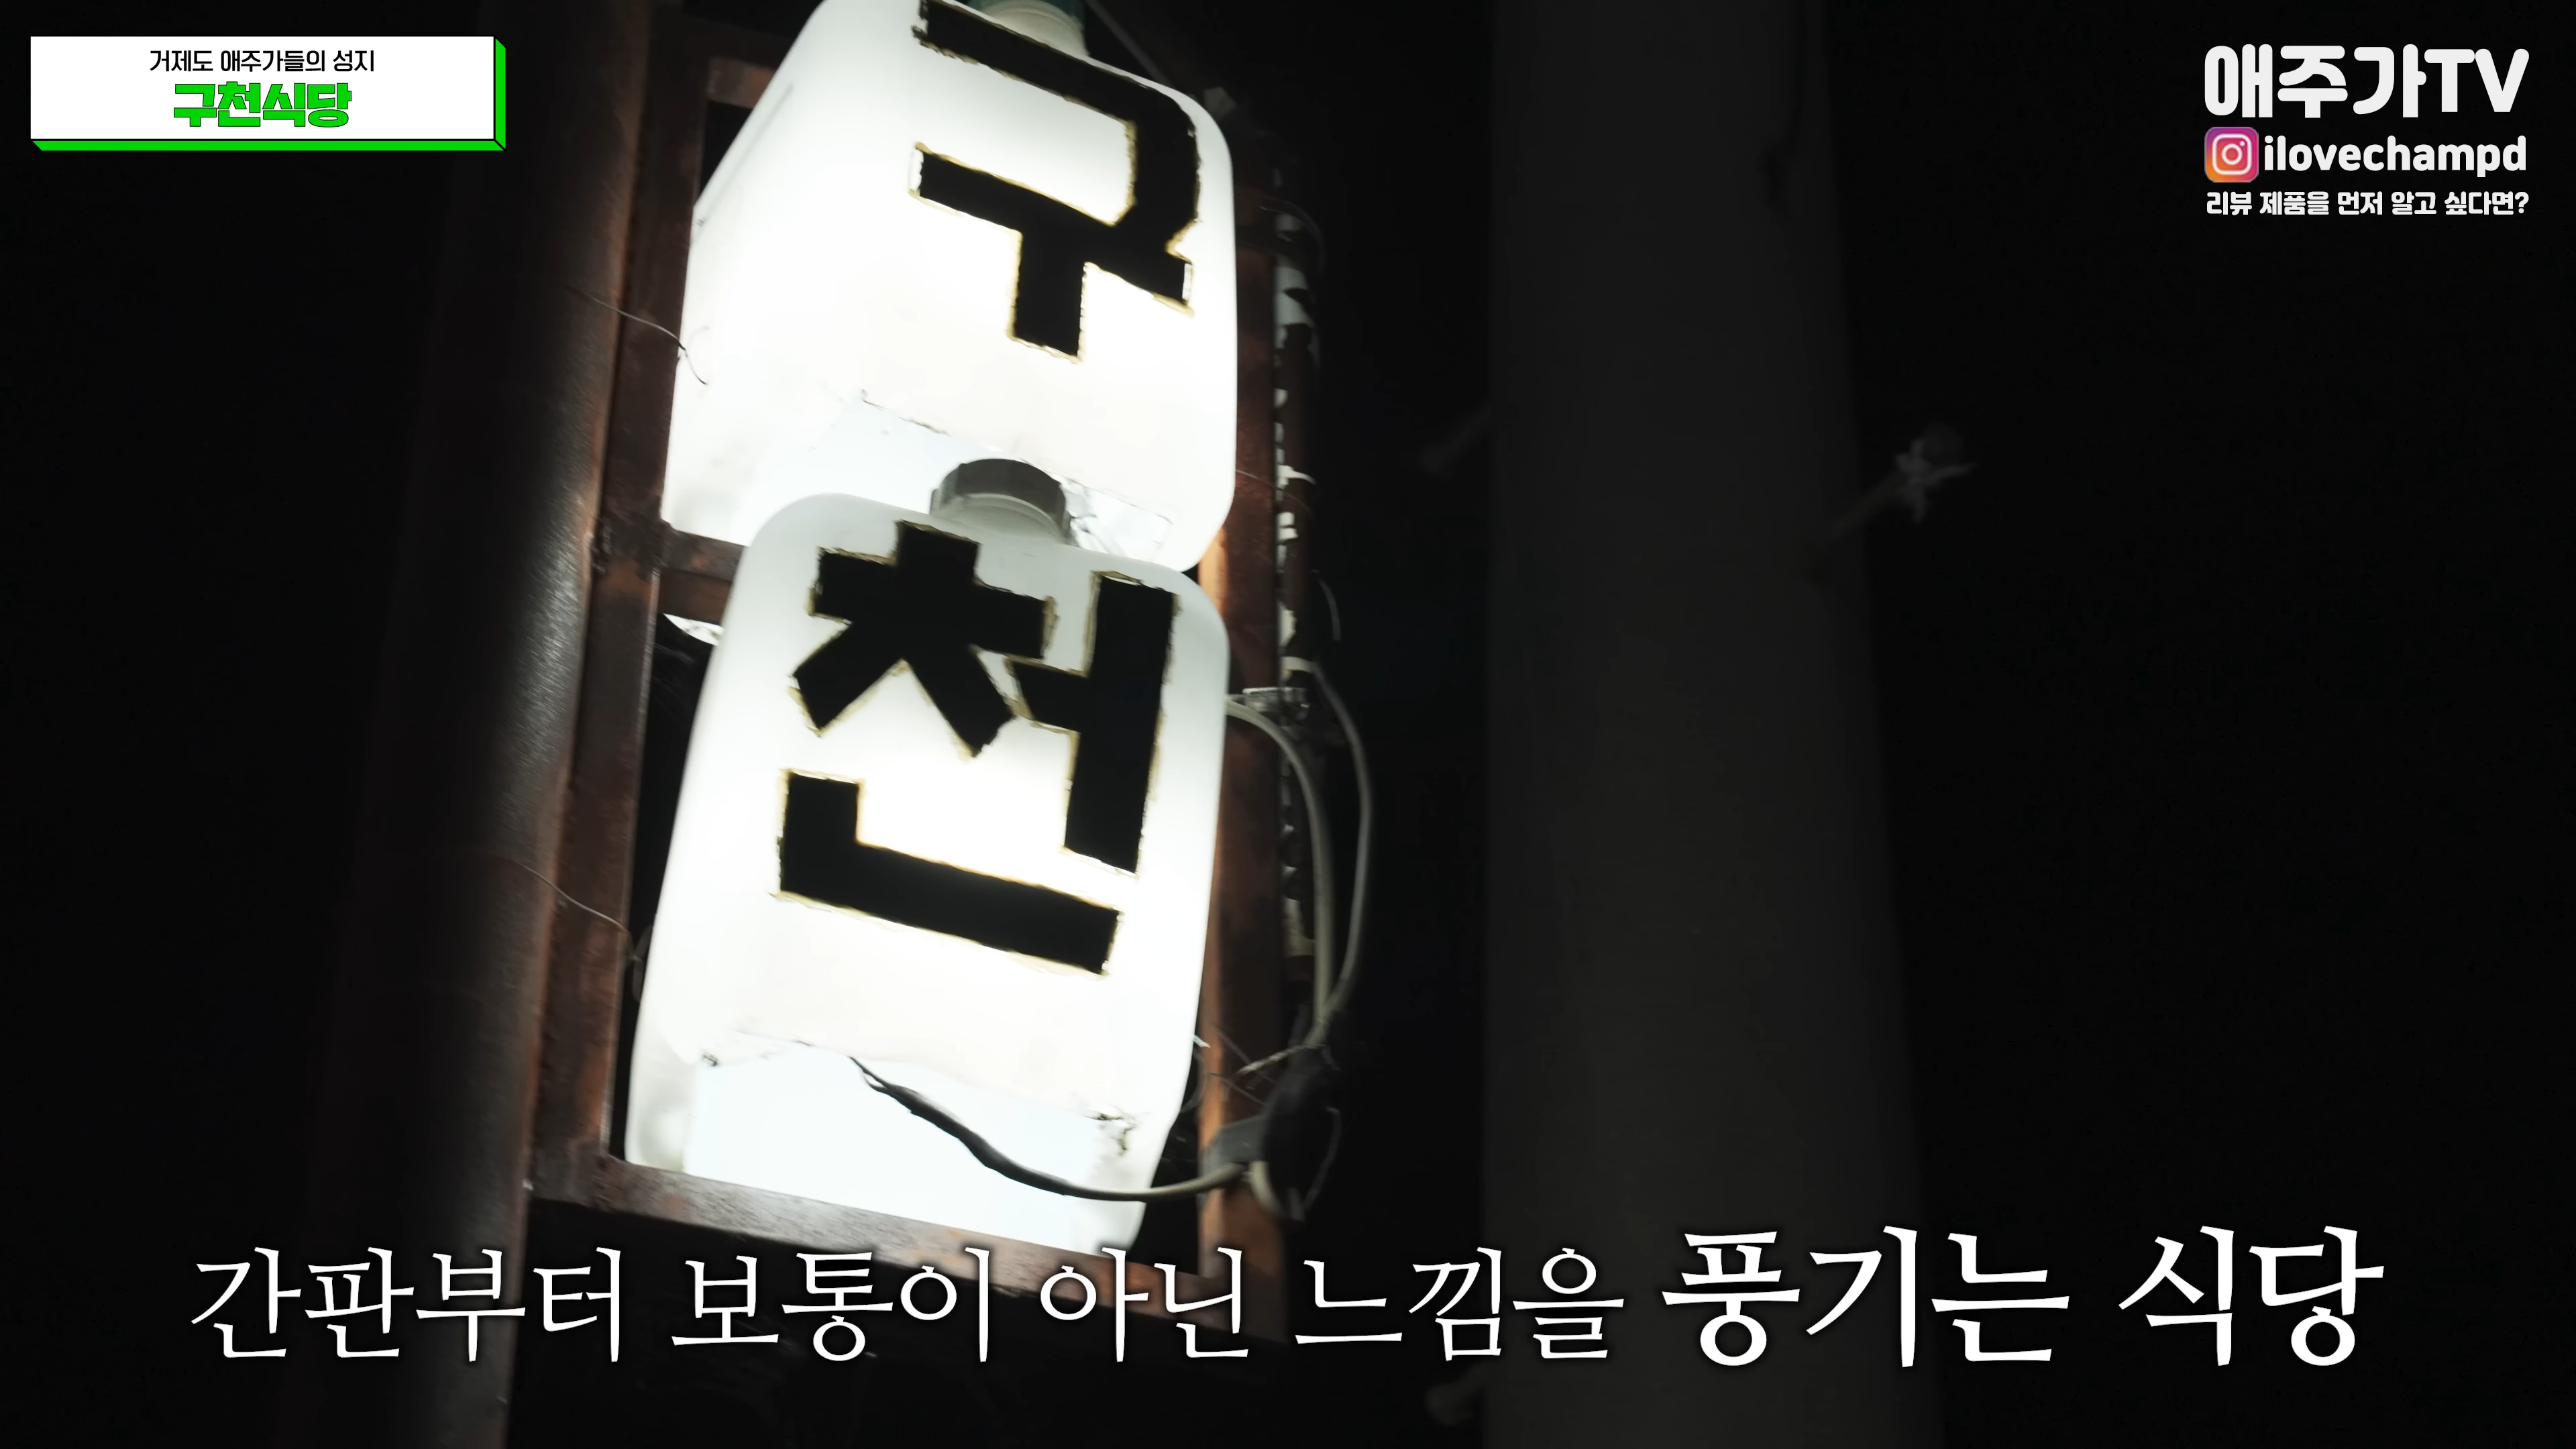 거제도 애주가들의 성지
구천식당
애주가TV
ilovechampd
리뷰 제품을 먼저 알고 싶다면?
구
천
간판부터 보통이 아닌 느낌을 풍기는 식당